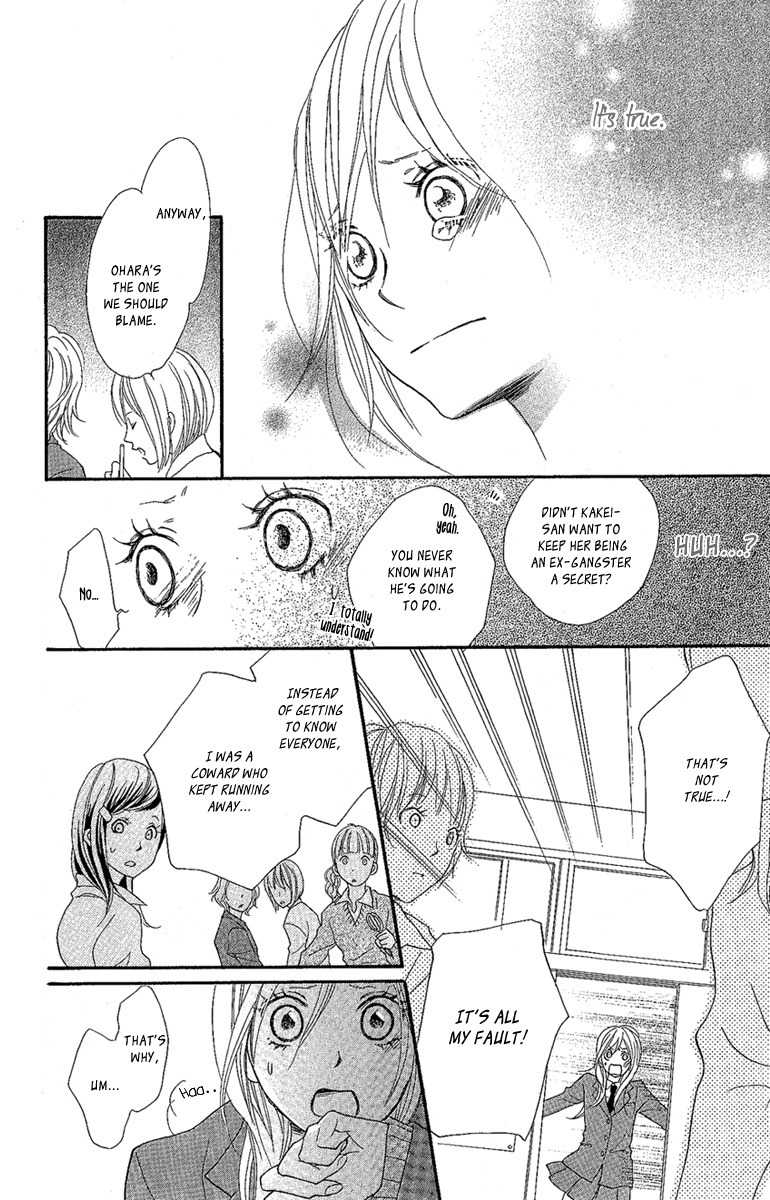 It's true.
ANYWAY,
OHARA'S
THE ONE
WE SHOULD
BLAME.
HUH...?
DIDN'T KAKEI-
SAN WANT TO
KEEP HER BEING
AN EX-GANGSTER
A SECRET?
Oh,
yeah.
YOU NEVER
KNOW WHAT
HE'S GOING
TO DO.
I totally
understand!
NO...
THAT'S
NOT
TRUE...!
IT'S ALL
MY FAULT!
INSTEAD
OF GETTING
TO KNOW
EVERYONE,
I WAS A
COWARD WHO
KEPT RUNNING
AWAY...
THAT'S
WHY,
UM...
Haa..